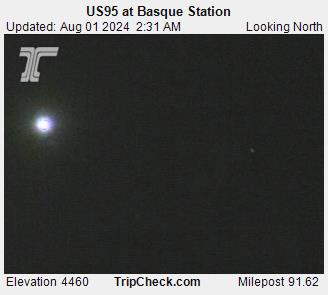 US95 at Basque Station
Updated: Aug 01 2024 2:31 AM Looking North
Elevation 4460 TripCheck.com Milepost 91.62